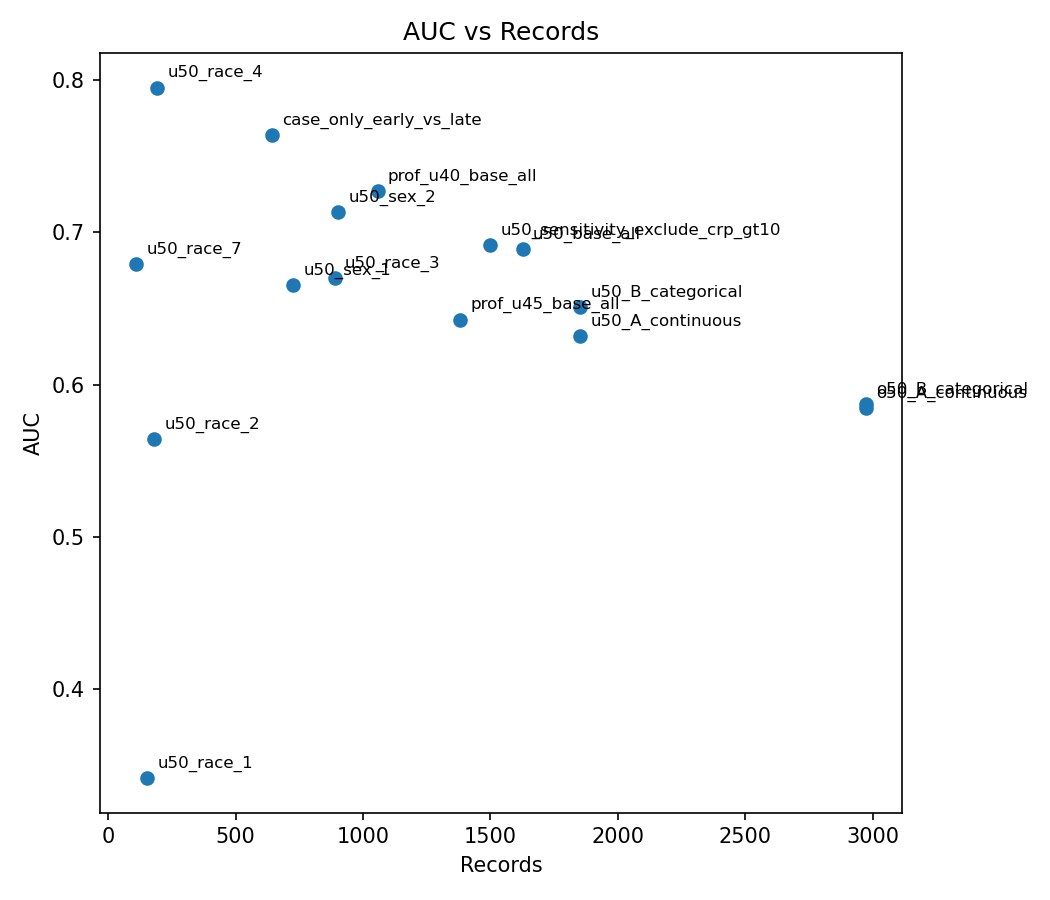 AUC vs Records
0.8
u50_race_4
case_only_early_vs_late
prof_u40_base_all
u50_sex_2
0.7
u50_sensitivity_exclude_crp_gt10
u50_base_all
u50_race_7
u50_race_3
u50_sex_1
u50_B_categorical
prof_u45_base_all
u50_A_continuous
0.6
o50_B_categorical
o50_A_continuous
u50_race_2
AUC
0.5
0.4
u50_race_1
0 500 1000 1500 2000 2500 3000
Records